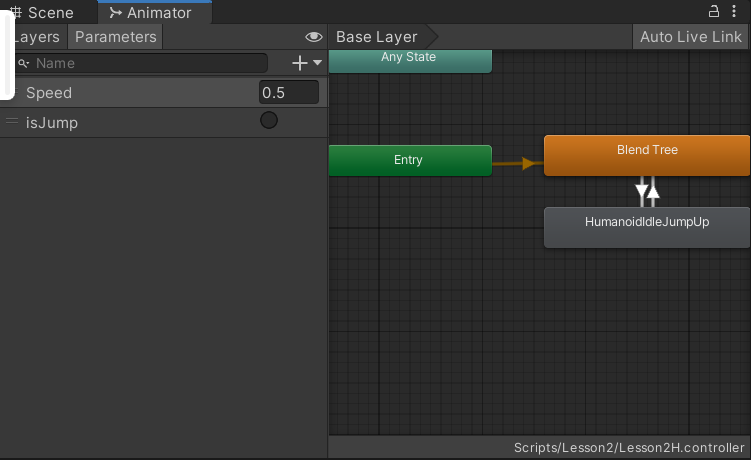 Scene Animator
Layers Parameters Base Layer Auto Live Link
Name
Any State
Speed 0.5
isJump
Entry
Blend Tree
HumanoidIdleJumpUp
Scripts/Lesson2/Lesson2H.controller